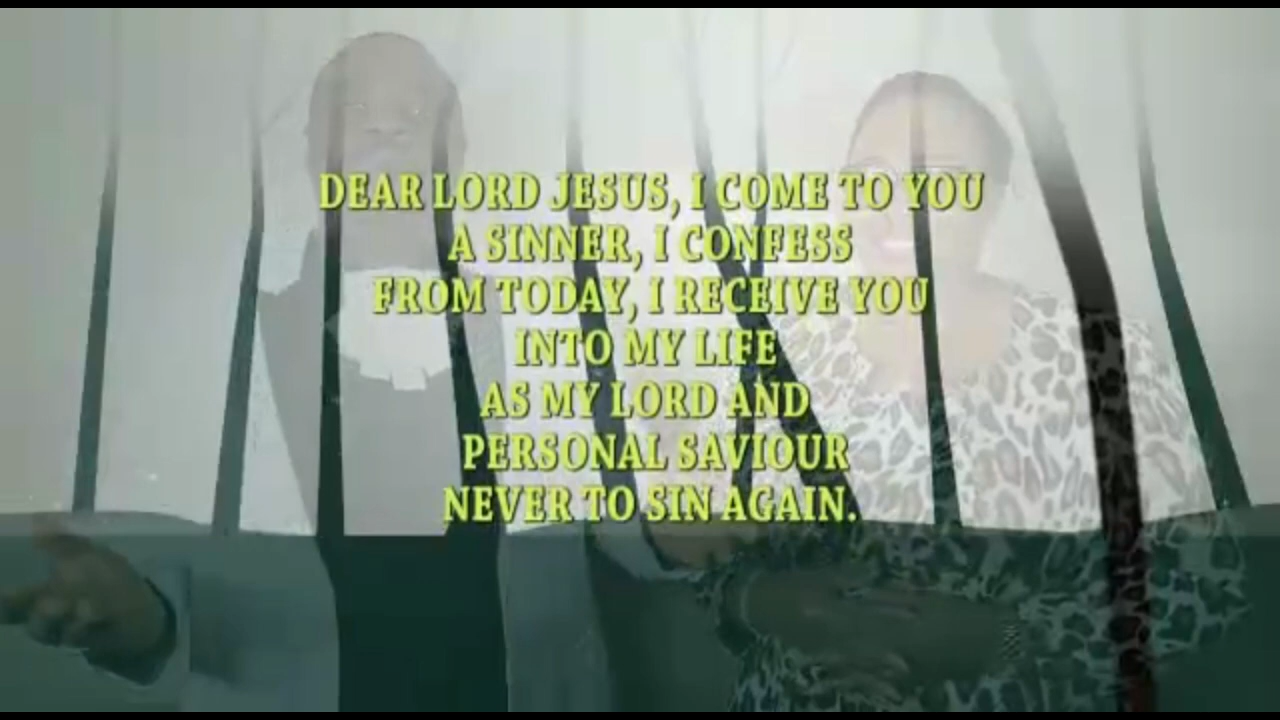 DEAR LORD JESUS, I COME TO YOU
A SINNER, I CONFESS
FROM TODAY, I RECEIVE YOU
INTO MY LIFE
AS MY LORD AND
PERSONAL SAVIOUR
NEVER TO SIN AGAIN.